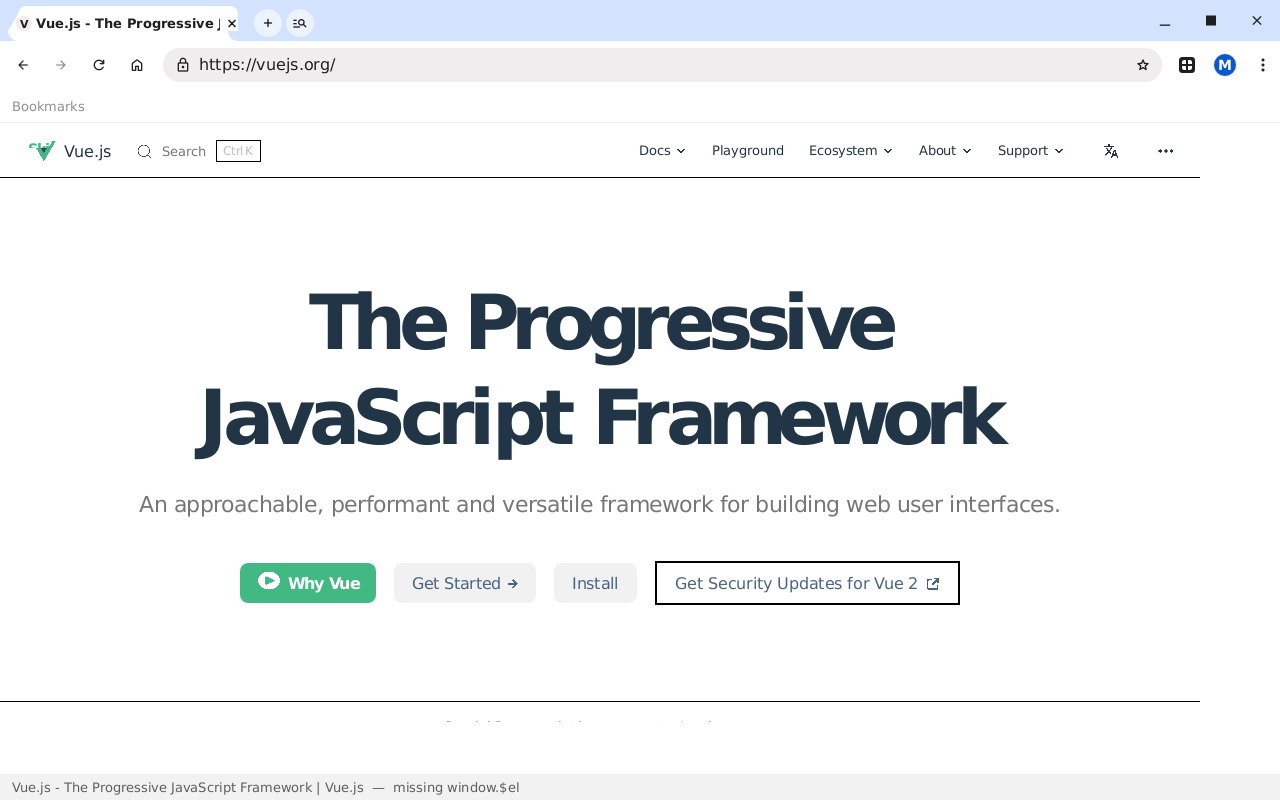 V Vue.js - The Progressive J
https://vuejs.org/
M
Bookmarks
Vue.js Search Ctrl K Docs Playground Ecosystem About Support
The Progressive
JavaScript Framework
An approachable, performant and versatile framework for building web user interfaces.
Why Vue Get Started → Install Get Security Updates for Vue 2
Vue.js - The Progressive JavaScript Framework | Vue.js — missing window.$el